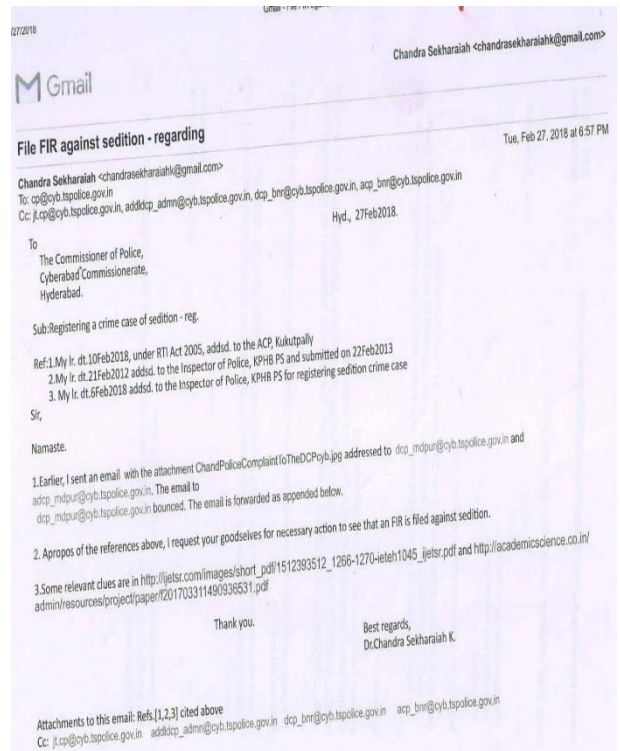 /27/2018
Chandra Sekharaiah <chandrasekharaiahk@gmail.com>
Gmail
File FIR against sedition - regarding
Tue, Feb 27, 2018 at 6:57 PM
Chandra Sekharaiah <chandrasekharaiahk@gmail.com>
To: cp@cyb.tspolice.gov.in
Cc: jt.cp@cyb.tspolice.gov.in, addldcp_admn@cyb.tspolice.gov.in, dcp_bnr@cyb.tspolice.gov.in, acp_bnr@cyb.tspolice.gov.in
Hyd., 27Feb2018.
To
The Commissioner of Police,
Cyberabad Commissionerate,
Hyderabad.
Sub:Registering a crime case of sedition - reg.
Ref:1.My lr. dt.10Feb2018, under RTI Act 2005, addsd. to the ACP, Kukutpally
2.My lr. dt.21Feb2012 addsd. to the Inspector of Police, KPHB PS and submitted on 22Feb2013
3. My lr. dt.6Feb2018 addsd. to the Inspector of Police, KPHB PS for registering sedition crime case
Sir,
Namaste.
1.Earlier, I sent an email with the attachment ChandPoliceComplaintToTheDCPcyb.jpg addressed to dcp_mdpur@cyb.tspolice.gov.in and
adcp_mdpur@cyb.tspolice.gov.in. The email to
dcp_mdpur@cyb.tspolice.gov.in bounced. The email is forwarded as appended below.
2. Apropos of the references above, I request your goodselves for necessary action to see that an FIR is filed against sedition.
3.Some relevant clues are in http://ijetsr.com/images/short_pdf/1512393512_1266-1270-ieteh1045_ijetsr.pdf and http://academicscience.co.in/
admin/resources/project/paper/f201703311490936531.pdf
Thank you.
Best regards,
Dr.Chandra Sekharaiah K.
Attachments to this email: Refs.[1,2,3] cited above
Cc: jt.cp@cyb.tspolice.gov.in addldcp_admn@cyb.tspolice.gov.in dcp_bnr@cyb.tspolice.gov.in acp_bnr@cyb.tspolice.gov.in